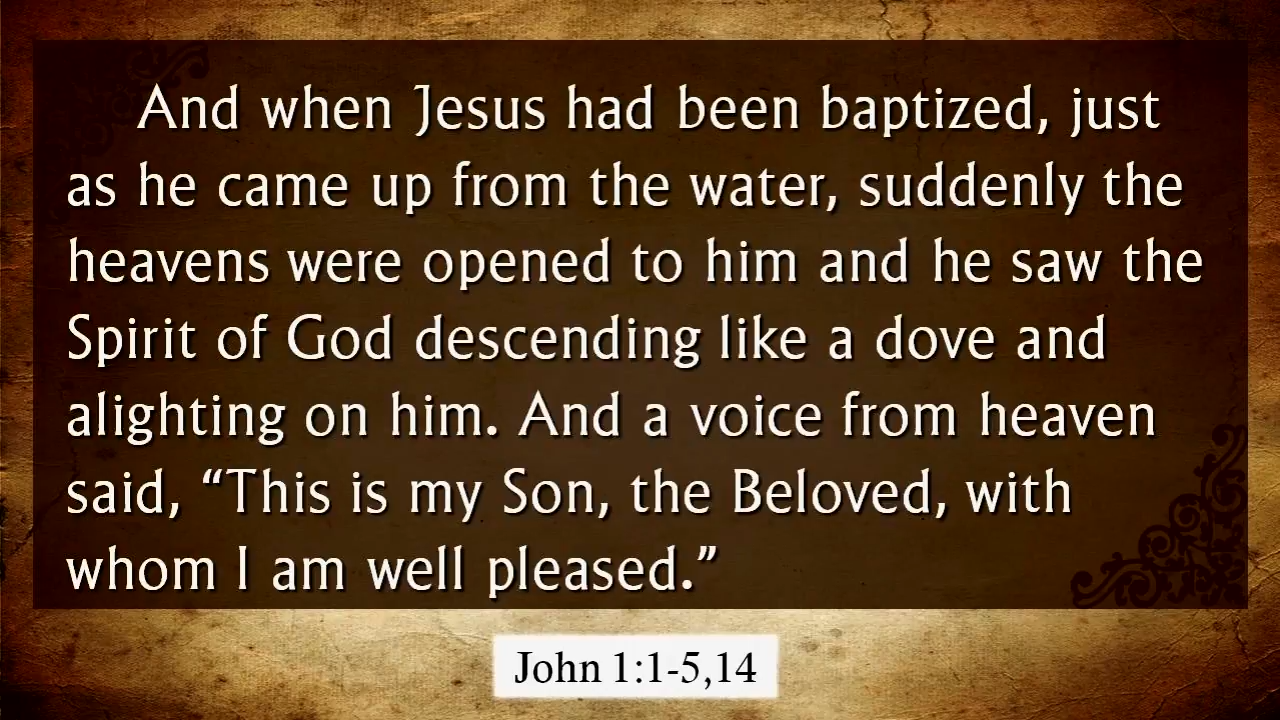 And when Jesus had been baptized, just
as he came up from the water, suddenly the
heavens were opened to him and he saw the
Spirit of God descending like a dove and
alighting on him. And a voice from heaven
said, “This is my Son, the Beloved, with
whom I am well pleased.”
John 1:1-5,14